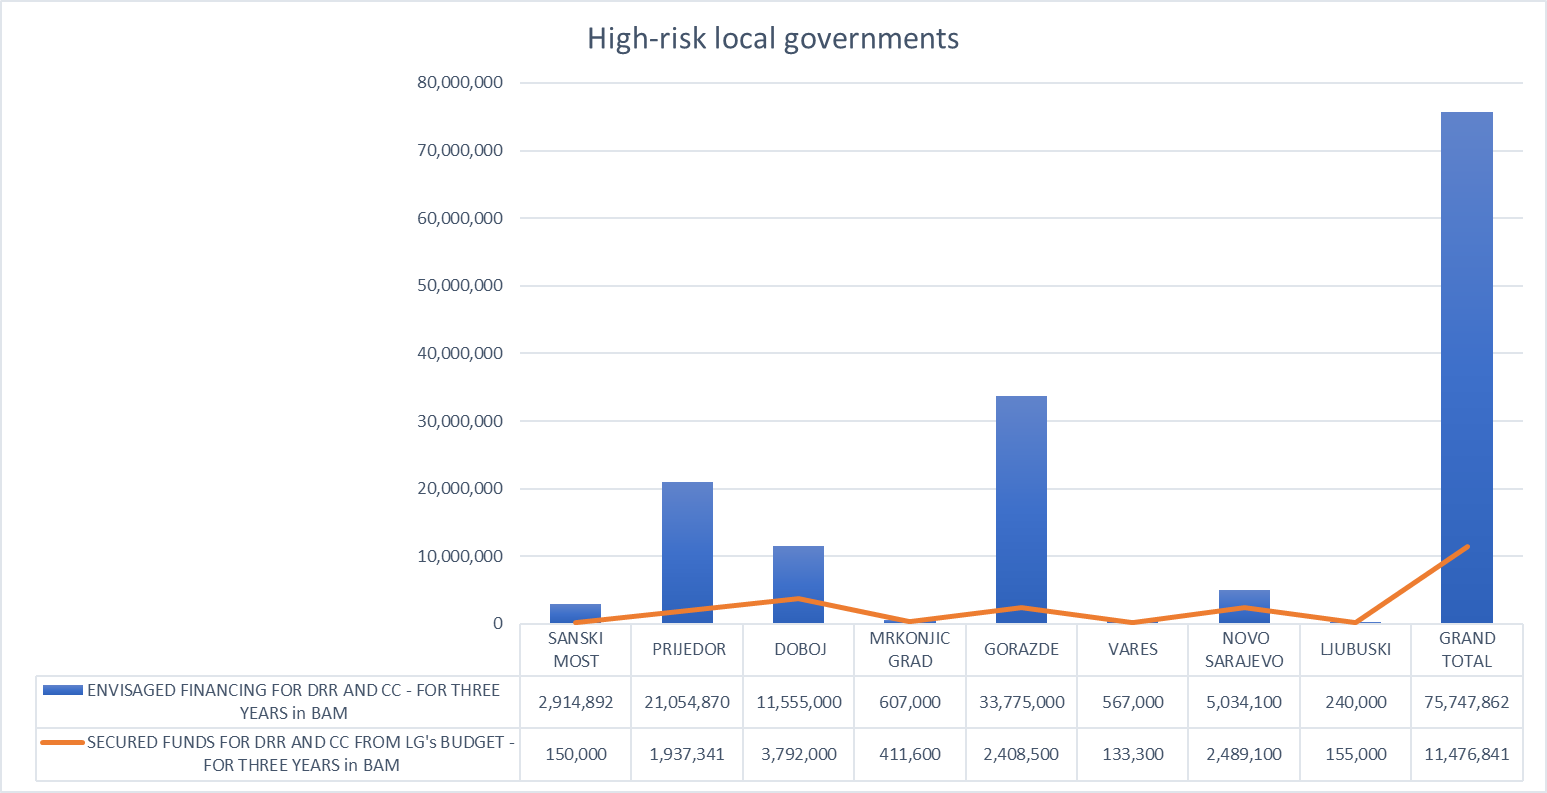 High-risk local governments
80,000,000
70,000,000
60,000,000
50,000,000
40,000,000
30,000,000
20,000,000
10,000,000
0
SANSKI MOST
PRIJEDOR
DOBOJ
MRKONJIC GRAD
GORAZDE
VARES
NOVO SARAJEVO
LJUBUSKI
GRAND TOTAL
ENVISAGED FINANCING FOR DRR AND CC - FOR THREE
YEARS in BAM
2,914,892 21,054,870 11,555,000 607,000 33,775,000 567,000 5,034,100 240,000 75,747,862
SECURED FUNDS FOR DRR AND CC FROM LG's BUDGET -
FOR THREE YEARS in BAM
150,000 1,937,341 3,792,000 411,600 2,408,500 133,300 2,489,100 155,000 11,476,841